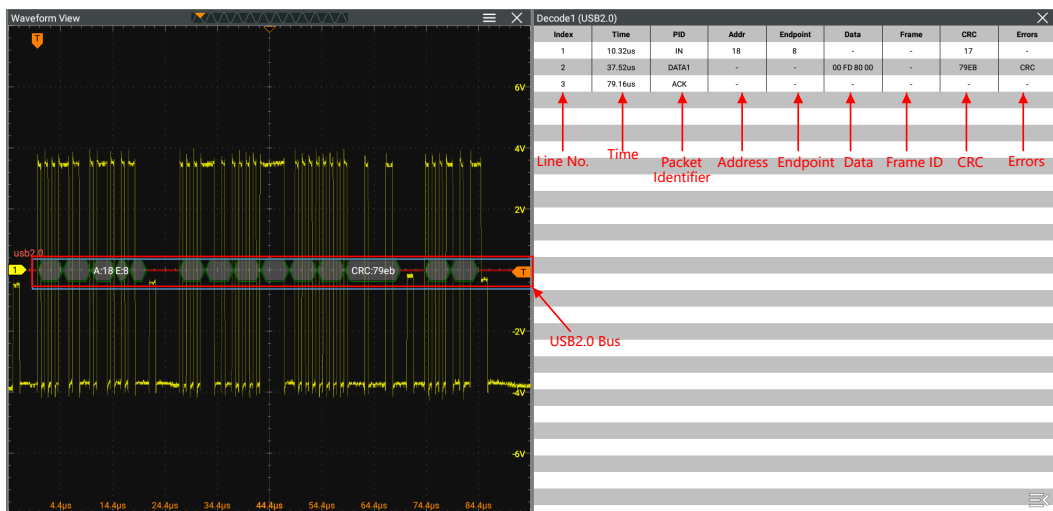 Waveform View
T
6V
4V
2V
usb2.0
1
A:18 E:8
CRC:79eb
T
-2V
-4V
-6V
4.4μs 14.4μs 24.4μs 34.4μs 44.4μs 54.4μs 64.4μs 74.4μs 84.4μs
Decode1 (USB2.0)
Index Time PID Addr Endpoint Data Frame CRC Errors
1 10.32us IN 18 8 - - 17 -
2 37.52us DATA1 - - 00 FD 80 00 - 79EB CRC
3 79.16us ACK - - - - - -
Line No. Time Packet Identifier Address Endpoint Data Frame ID CRC Errors
USB2.0 Bus